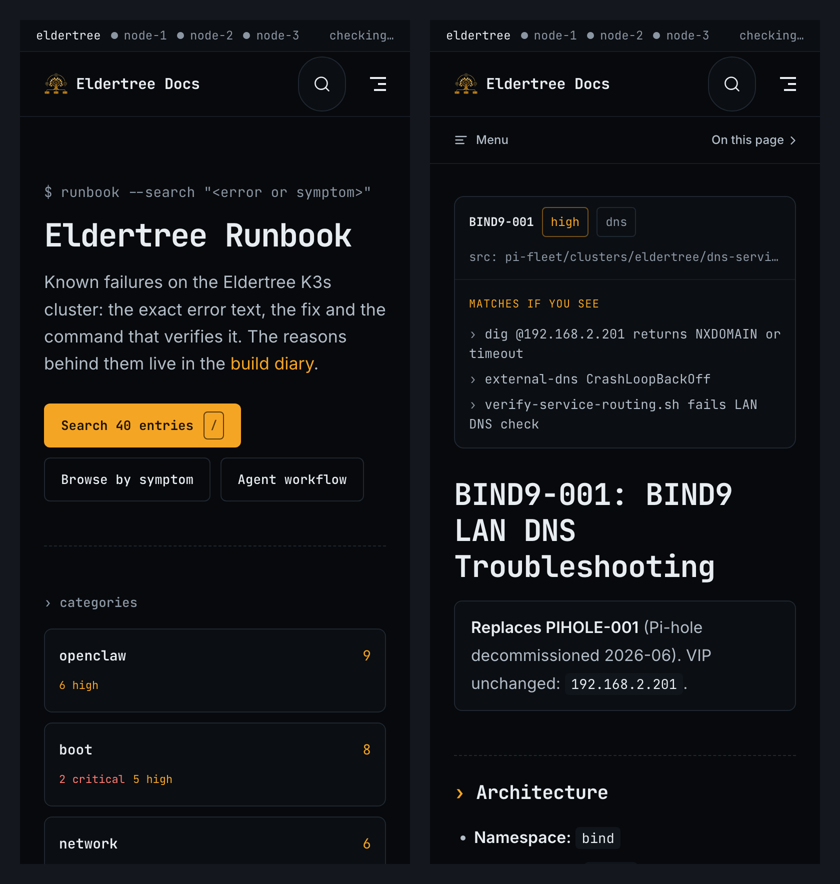 eldertree node-1 node-2 node-3 checking…
Eldertree Docs
$ runbook --search "<error or symptom>"
Eldertree Runbook
Known failures on the Eldertree K3s
cluster: the exact error text, the fix and the
command that verifies it. The reasons
behind them live in the build diary.
Search 40 entries /
Browse by symptom Agent workflow
› categories
openclaw 9
6 high
boot 8
2 critical 5 high
network 6
eldertree node-1 node-2 node-3 checking…
Eldertree Docs
Menu On this page ›
BIND9-001 high dns
src: pi-fleet/clusters/eldertree/dns-servi…
MATCHES IF YOU SEE
› dig @192.168.2.201 returns NXDOMAIN or
timeout
› external-dns CrashLoopBackOff
› verify-service-routing.sh fails LAN
DNS check
BIND9-001: BIND9
LAN DNS
Troubleshooting
Replaces PIHOLE-001 (Pi-hole
decommissioned 2026-06). VIP
unchanged: 192.168.2.201.
› Architecture
• Namespace: bind